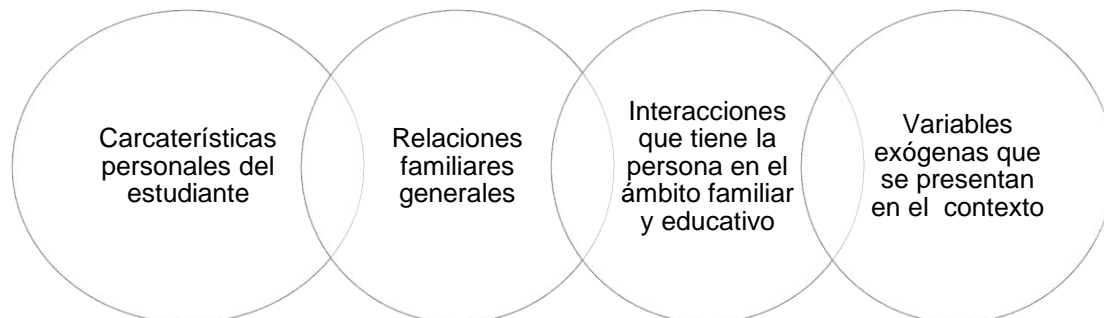 Carcaterísticas
personales del
estudiante
Relaciones
familiares
generales
Interacciones
que tiene la
persona en el
ámbito familiar
y educativo
Variables
exógenas que
se presentan
en el contexto